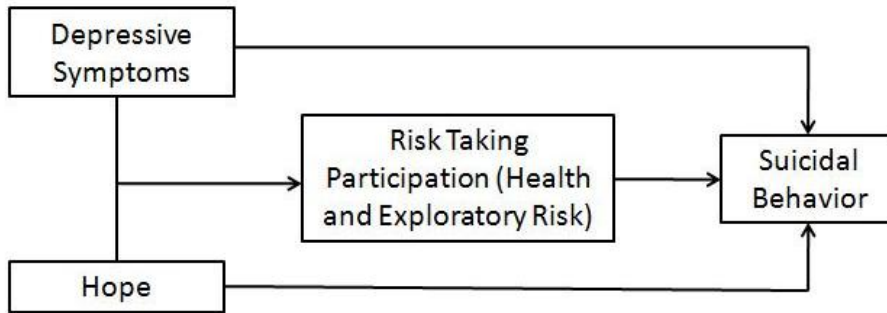 Depressive
Symptoms
Risk Taking
Participation (Health
and Exploratory Risk)
Suicidal
Behavior
Hope